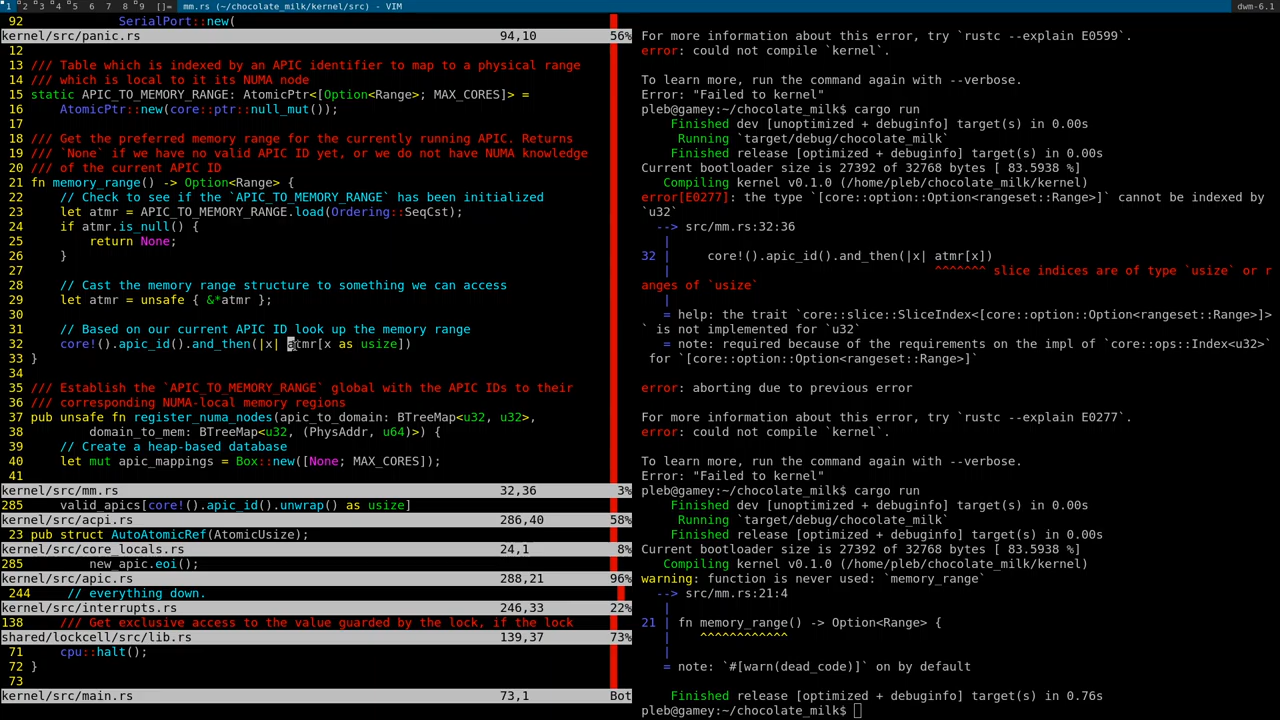 1 2 3 4 5 6 7 8 9 []= mm.rs (~/chocolate_milk/kernel/src) - VIM dwm-6.1
92 SerialPort::new(
kernel/src/panic.rs 94,10 56%
12
13 /// Table which is indexed by an APIC identifier to map to a physical range
14 /// which is local to it its NUMA node
15 static APIC_TO_MEMORY_RANGE: AtomicPtr<[Option<Range>; MAX_CORES]> =
16 AtomicPtr::new(core::ptr::null_mut());
17
18 /// Get the preferred memory range for the currently running APIC. Returns
19 /// `None` if we have no valid APIC ID yet, or we do not have NUMA knowledge
20 /// of the current APIC ID
21 fn memory_range() -> Option<Range> {
22 // Check to see if the `APIC_TO_MEMORY_RANGE` has been initialized
23 let atmr = APIC_TO_MEMORY_RANGE.load(Ordering::SeqCst);
24 if atmr.is_null() {
25 return None;
26 }
27
28 // Cast the memory range structure to something we can access
29 let atmr = unsafe { &*atmr };
30
31 // Based on our current APIC ID look up the memory range
32 core!().apic_id().and_then(|x| atmr[x as usize])
33 }
34
35 /// Establish the `APIC_TO_MEMORY_RANGE` global with the APIC IDs to their
36 /// corresponding NUMA-local memory regions
37 pub unsafe fn register_numa_nodes(apic_to_domain: BTreeMap<u32, u32>,
38 domain_to_mem: BTreeMap<u32, (PhysAddr, u64)>) {
39 // Create a heap-based database
40 let mut apic_mappings = Box::new([None; MAX_CORES]);
41
kernel/src/mm.rs 32,36 3%
285 valid_apics[core!().apic_id().unwrap() as usize]
kernel/src/acpi.rs 286,40 58%
23 pub struct AutoAtomicRef(AtomicUsize);
kernel/src/core_locals.rs 24,1 8%
285 new_apic.eoi();
kernel/src/apic.rs 288,21 96%
244 // everything down.
kernel/src/interrupts.rs 246,33 22%
138 /// Get exclusive access to the value guarded by the lock, if the lock
shared/lockcell/src/lib.rs 139,37 73%
71 cpu::halt();
72 }
73
kernel/src/main.rs 73,1 Bot
For more information about this error, try `rustc --explain E0599`.
error: could not compile `kernel`.
To learn more, run the command again with --verbose.
Error: "Failed to kernel"
pleb@gamey:~/chocolate_milk$ cargo run
Finished dev [unoptimized + debuginfo] target(s) in 0.00s
Running `target/debug/chocolate_milk`
Finished release [optimized + debuginfo] target(s) in 0.00s
Current bootloader size is 27392 of 32768 bytes [ 83.5938 %]
Compiling kernel v0.1.0 (/home/pleb/chocolate_milk/kernel)
error[E0277]: the type `[core::option::Option<rangeset::Range>]` cannot be indexed by
`u32`
--> src/mm.rs:32:36
|
32 | core!().apic_id().and_then(|x| atmr[x])
| ^^^^^^^ slice indices are of type `usize` or r
anges of `usize`
|
= help: the trait `core::slice::SliceIndex<[core::option::Option<rangeset::Range>]>
` is not implemented for `u32`
= note: required because of the requirements on the impl of `core::ops::Index<u32>`
for `[core::option::Option<rangeset::Range>]`
error: aborting due to previous error
For more information about this error, try `rustc --explain E0277`.
error: could not compile `kernel`.
To learn more, run the command again with --verbose.
Error: "Failed to kernel"
pleb@gamey:~/chocolate_milk$ cargo run
Finished dev [unoptimized + debuginfo] target(s) in 0.00s
Running `target/debug/chocolate_milk`
Finished release [optimized + debuginfo] target(s) in 0.00s
Current bootloader size is 27392 of 32768 bytes [ 83.5938 %]
Compiling kernel v0.1.0 (/home/pleb/chocolate_milk/kernel)
warning: function is never used: `memory_range`
--> src/mm.rs:21:4
|
21 | fn memory_range() -> Option<Range> {
| ^^^^^^^^^^^^
|
= note: `#[warn(dead_code)]` on by default
Finished release [optimized + debuginfo] target(s) in 0.76s
pleb@gamey:~/chocolate_milk$